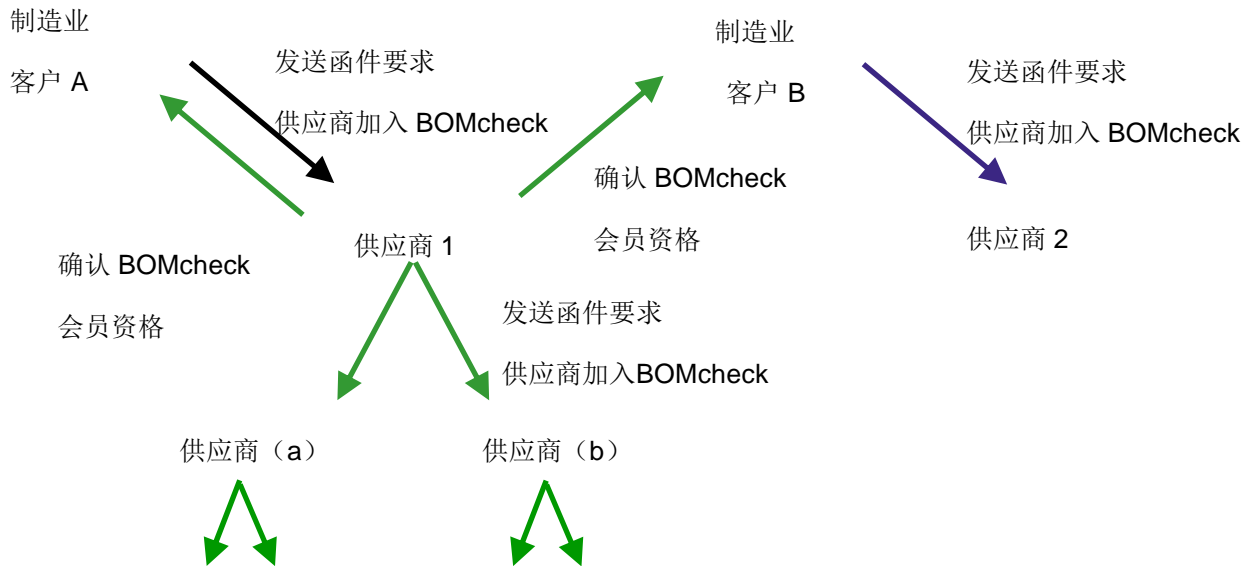 制造业
客户 A
发送函件要求
供应商加入 BOMcheck
制造业
客户 B
发送函件要求
供应商加入 BOMcheck
确认 BOMcheck
会员资格
供应商 1
供应商 2
确认 BOMcheck
会员资格
发送函件要求
供应商加入BOMcheck
供应商（a）
供应商（b）